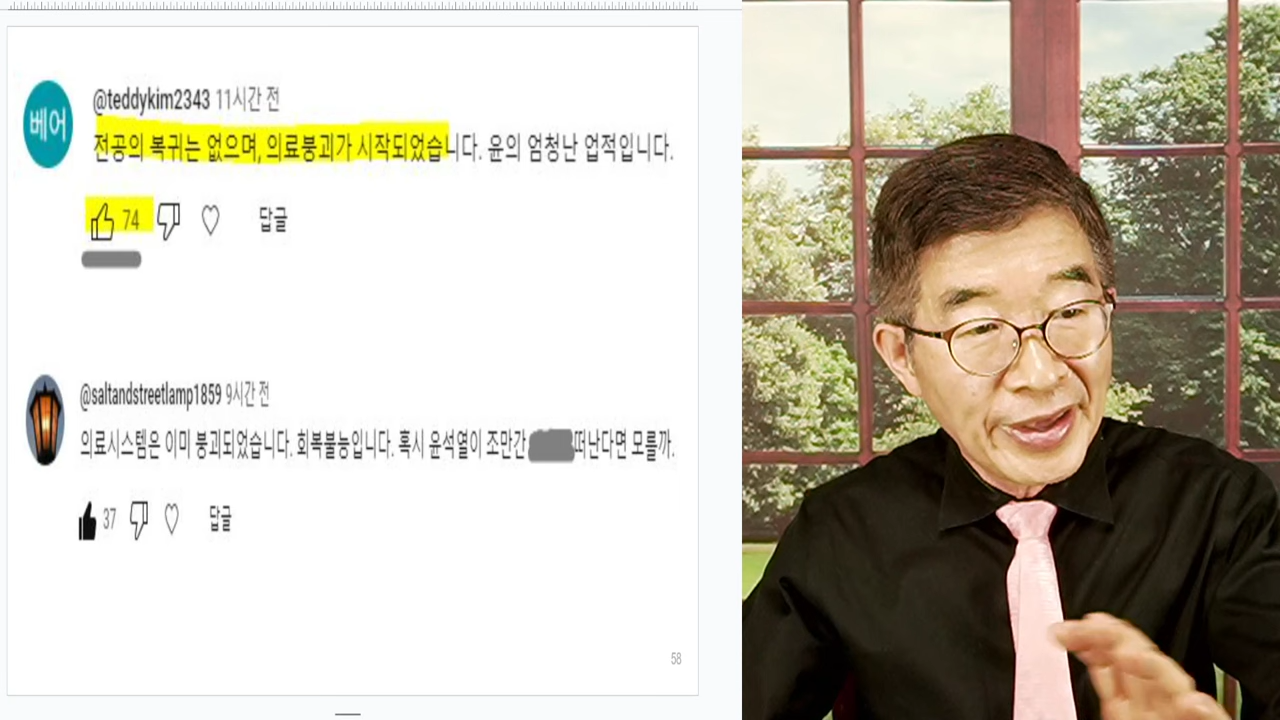 베어
@teddykim2343 11시간 전
전공의 복귀는 없으며, 의료붕괴가 시작되었습니다. 윤의 엄청난 업적입니다.
74 답글
@saltandstreetlamp1859 9시간 전
의료시스템은 이미 붕괴되었습니다. 회복불능입니다. 혹시 윤석열이 조만간 떠난다면 모를까.
37 답글
58